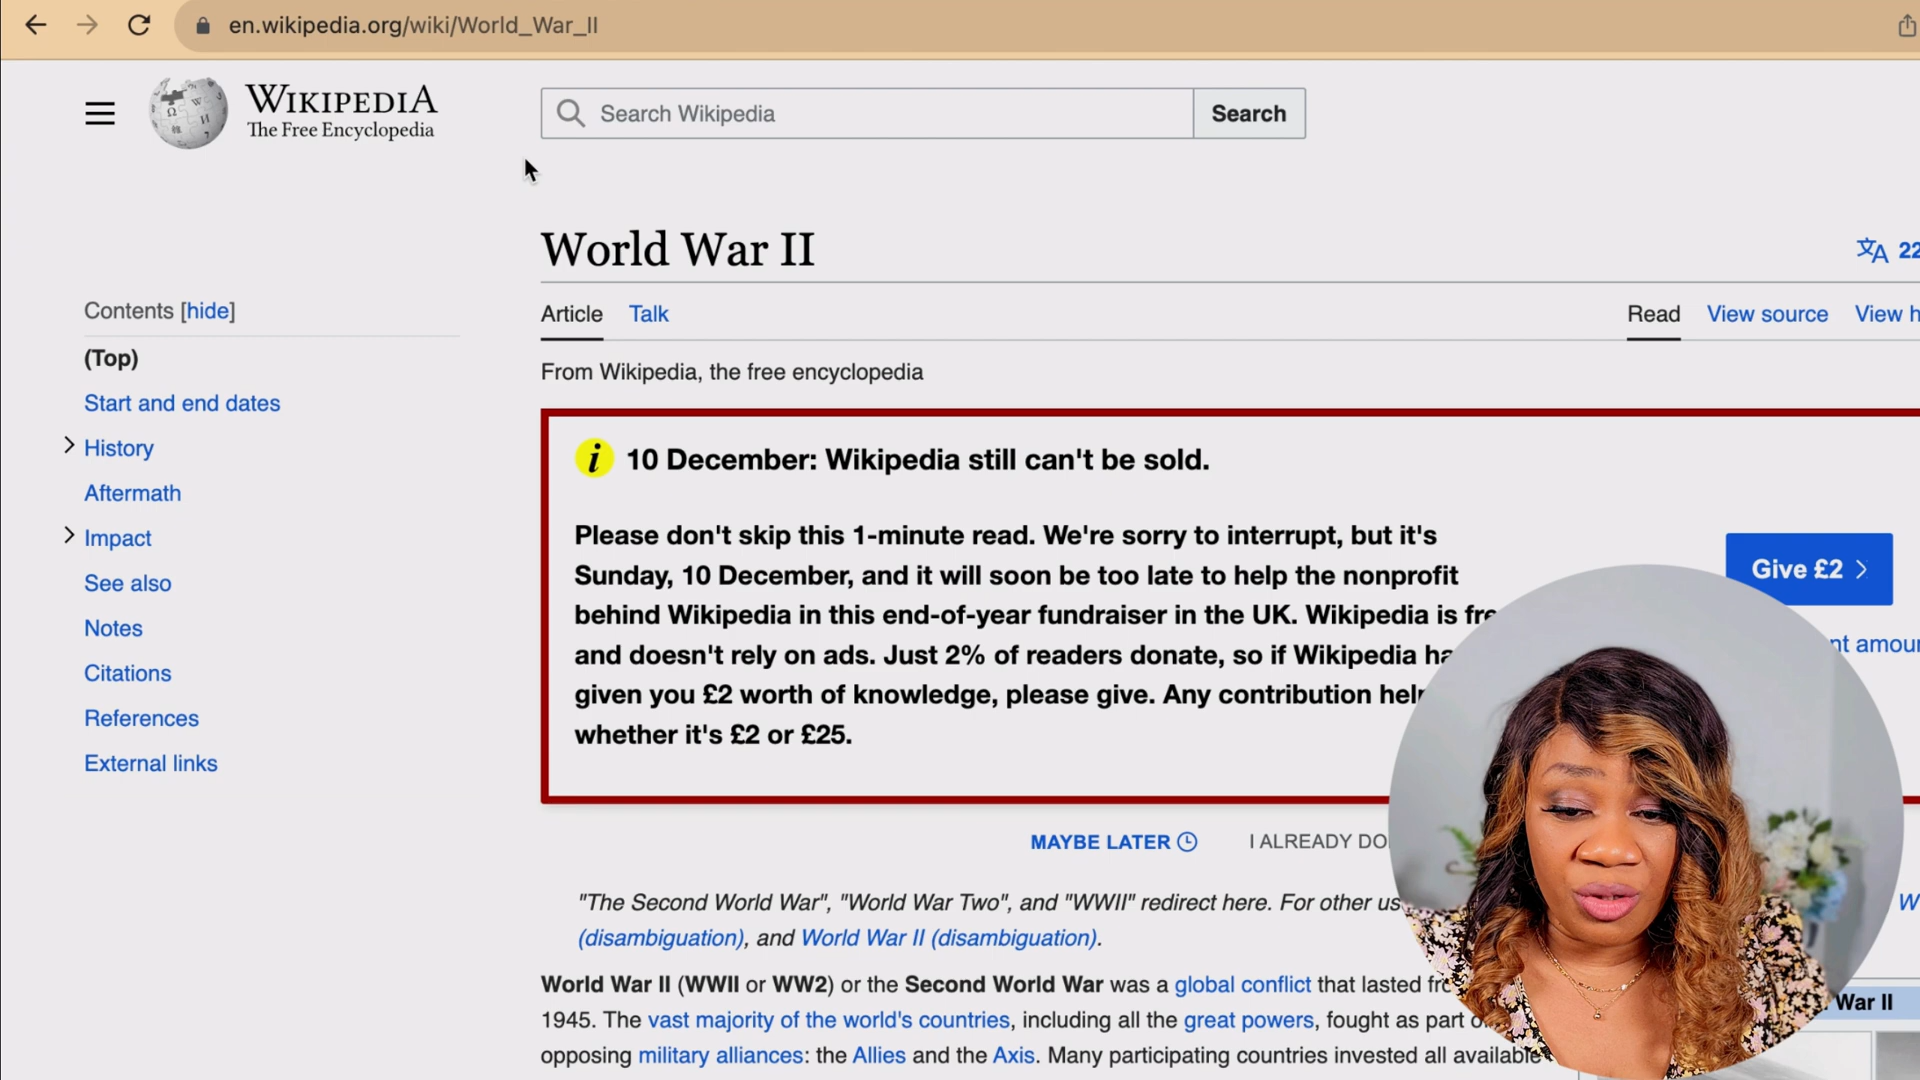 en.wikipedia.org/wiki/World_War_II
WIKIPEDIA
The Free Encyclopedia
Search Wikipedia
Search
World War II
22
Contents [hide]
(Top)
Start and end dates
History
Aftermath
Impact
See also
Notes
Citations
References
External links
Article Talk
Read View source View
From Wikipedia, the free encyclopedia
i 10 December: Wikipedia still can't be sold.
Please don't skip this 1-minute read. We're sorry to interrupt, but it's
Sunday, 10 December, and it will soon be too late to help the nonprofit
behind Wikipedia in this end-of-year fundraiser in the UK. Wikipedia is
and doesn't rely on ads. Just 2% of readers donate, so if Wikipedia
given you £2 worth of knowledge, please give. Any contribution
whether it's £2 or £25.
Give £2
MAYBE LATER I ALREADY
"The Second World War", "World War Two", and "WWII" redirect here. For other
(disambiguation), and World War II (disambiguation).
World War II (WWII or WW2) or the Second World War was a global conflict that lasted
1945. The vast majority of the world's countries, including all the great powers, fought as part
opposing military alliances: the Allies and the Axis. Many participating countries invested all available
War II